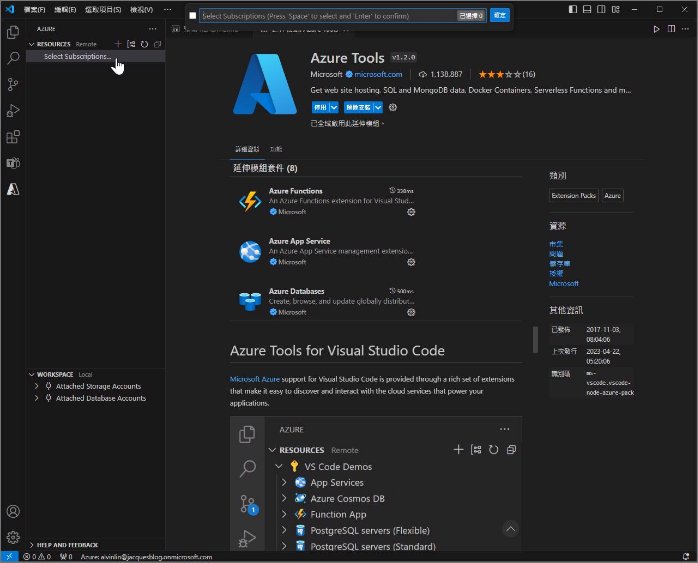 檔案(F) 編輯(E) 選取項目(S) 檢視(V) ···
Select Subscriptions (Press 'Space' to select and 'Enter' to confirm)
已選擇 0
確定
AZURE
RESOURCES Remote
Select Subscriptions...
Azure Tools v1.2.0
Microsoft microsoft.com 1,138,887 (16)
Get web site hosting, SQL and MongoDB data, Docker Containers, Serverless Functions and m...
停用 解除安裝
已全域啟用此延伸模組。
詳細資料 功能
延伸模組套件 (8)
Azure Functions 338ms
An Azure Functions extension for Visual Stud...
Microsoft
Azure App Service
An Azure App Service management extensio...
Microsoft
Azure Databases 500ms
Create, browse, and update globally distribut...
Microsoft
類別
Extension Packs Azure
資源
市集
問題
儲存庫
授權
Microsoft
其他資訊
已發佈 2017-11-03,
08:04:06
上次發行 2023-04-22,
05:20:06
識別碼 ms-
vscode.vscode-
node-azure-pack
Azure Tools for Visual Studio Code
Microsoft Azure support for Visual Studio Code is provided through a rich set of extensions
that make it easy to discover and interact with the cloud services that power your
applications.
AZURE
RESOURCES Remote
VS Code Demos
App Services
Azure Cosmos DB
Function App
PostgreSQL servers (Flexible)
PostgreSQL servers (Standard)
1
WORKSPACE Local
Attached Storage Accounts
Attached Database Accounts
HELP AND FEEDBACK
0 0 0 Azure: alvinlin@jacquesblog.onmicrosoft.com